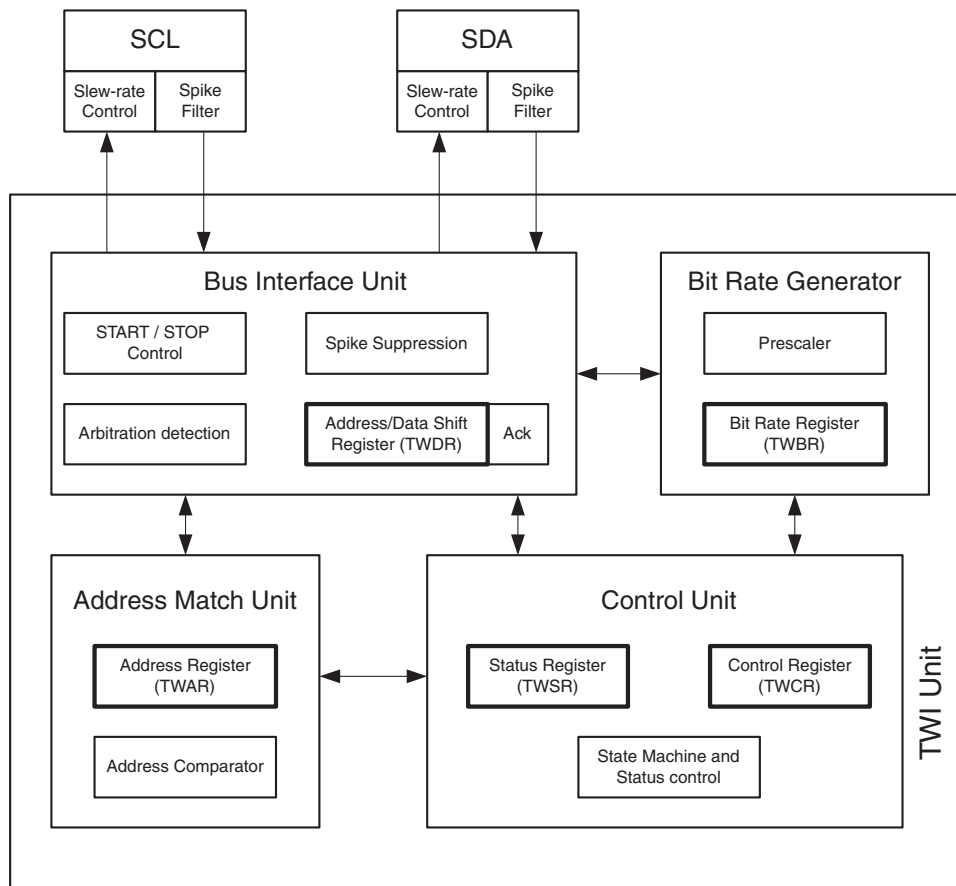 SCL
SDA
Slew-rate
Control
Spike
Filter
Slew-rate
Control
Spike
Filter
Bus Interface Unit
Bit Rate Generator
START / STOP
Control
Spike Suppression
Prescaler
Arbitration detection
Address/Data Shift
Register (TWDR)
Ack
Bit Rate Register
(TWBR)
Address Match Unit
Control Unit
Address Register
(TWAR)
Status Register
(TWSR)
Control Register
(TWCR)
Address Comparator
State Machine and
Status control
TWI Unit